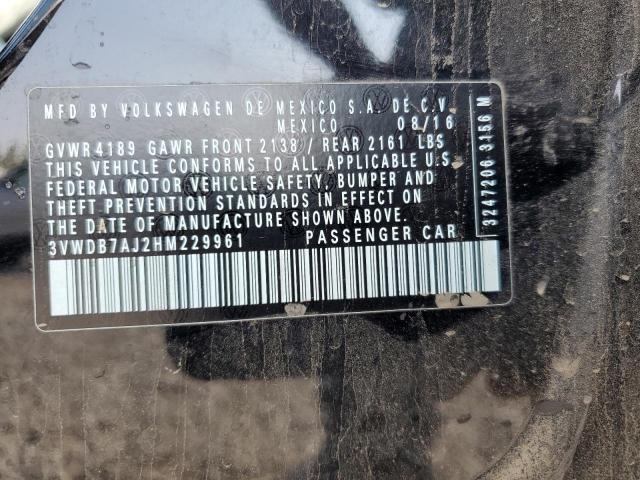 MFD BY VOLKSWAGEN DE MEXICO S.A. DE C.V.
MEXICO 08/16
GVWR 4189 GAWR FRONT 2138 / REAR 2161 LBS
THIS VEHICLE CONFORMS TO ALL APPLICABLE U.S.
FEDERAL MOTOR VEHICLE SAFETY, BUMPER AND
THEFT PREVENTION STANDARDS IN EFFECT ON
THE DATE OF MANUFACTURE SHOWN ABOVE.
3VWDB7AJ2HM229961 PASSENGER CAR
3247206 3156 M